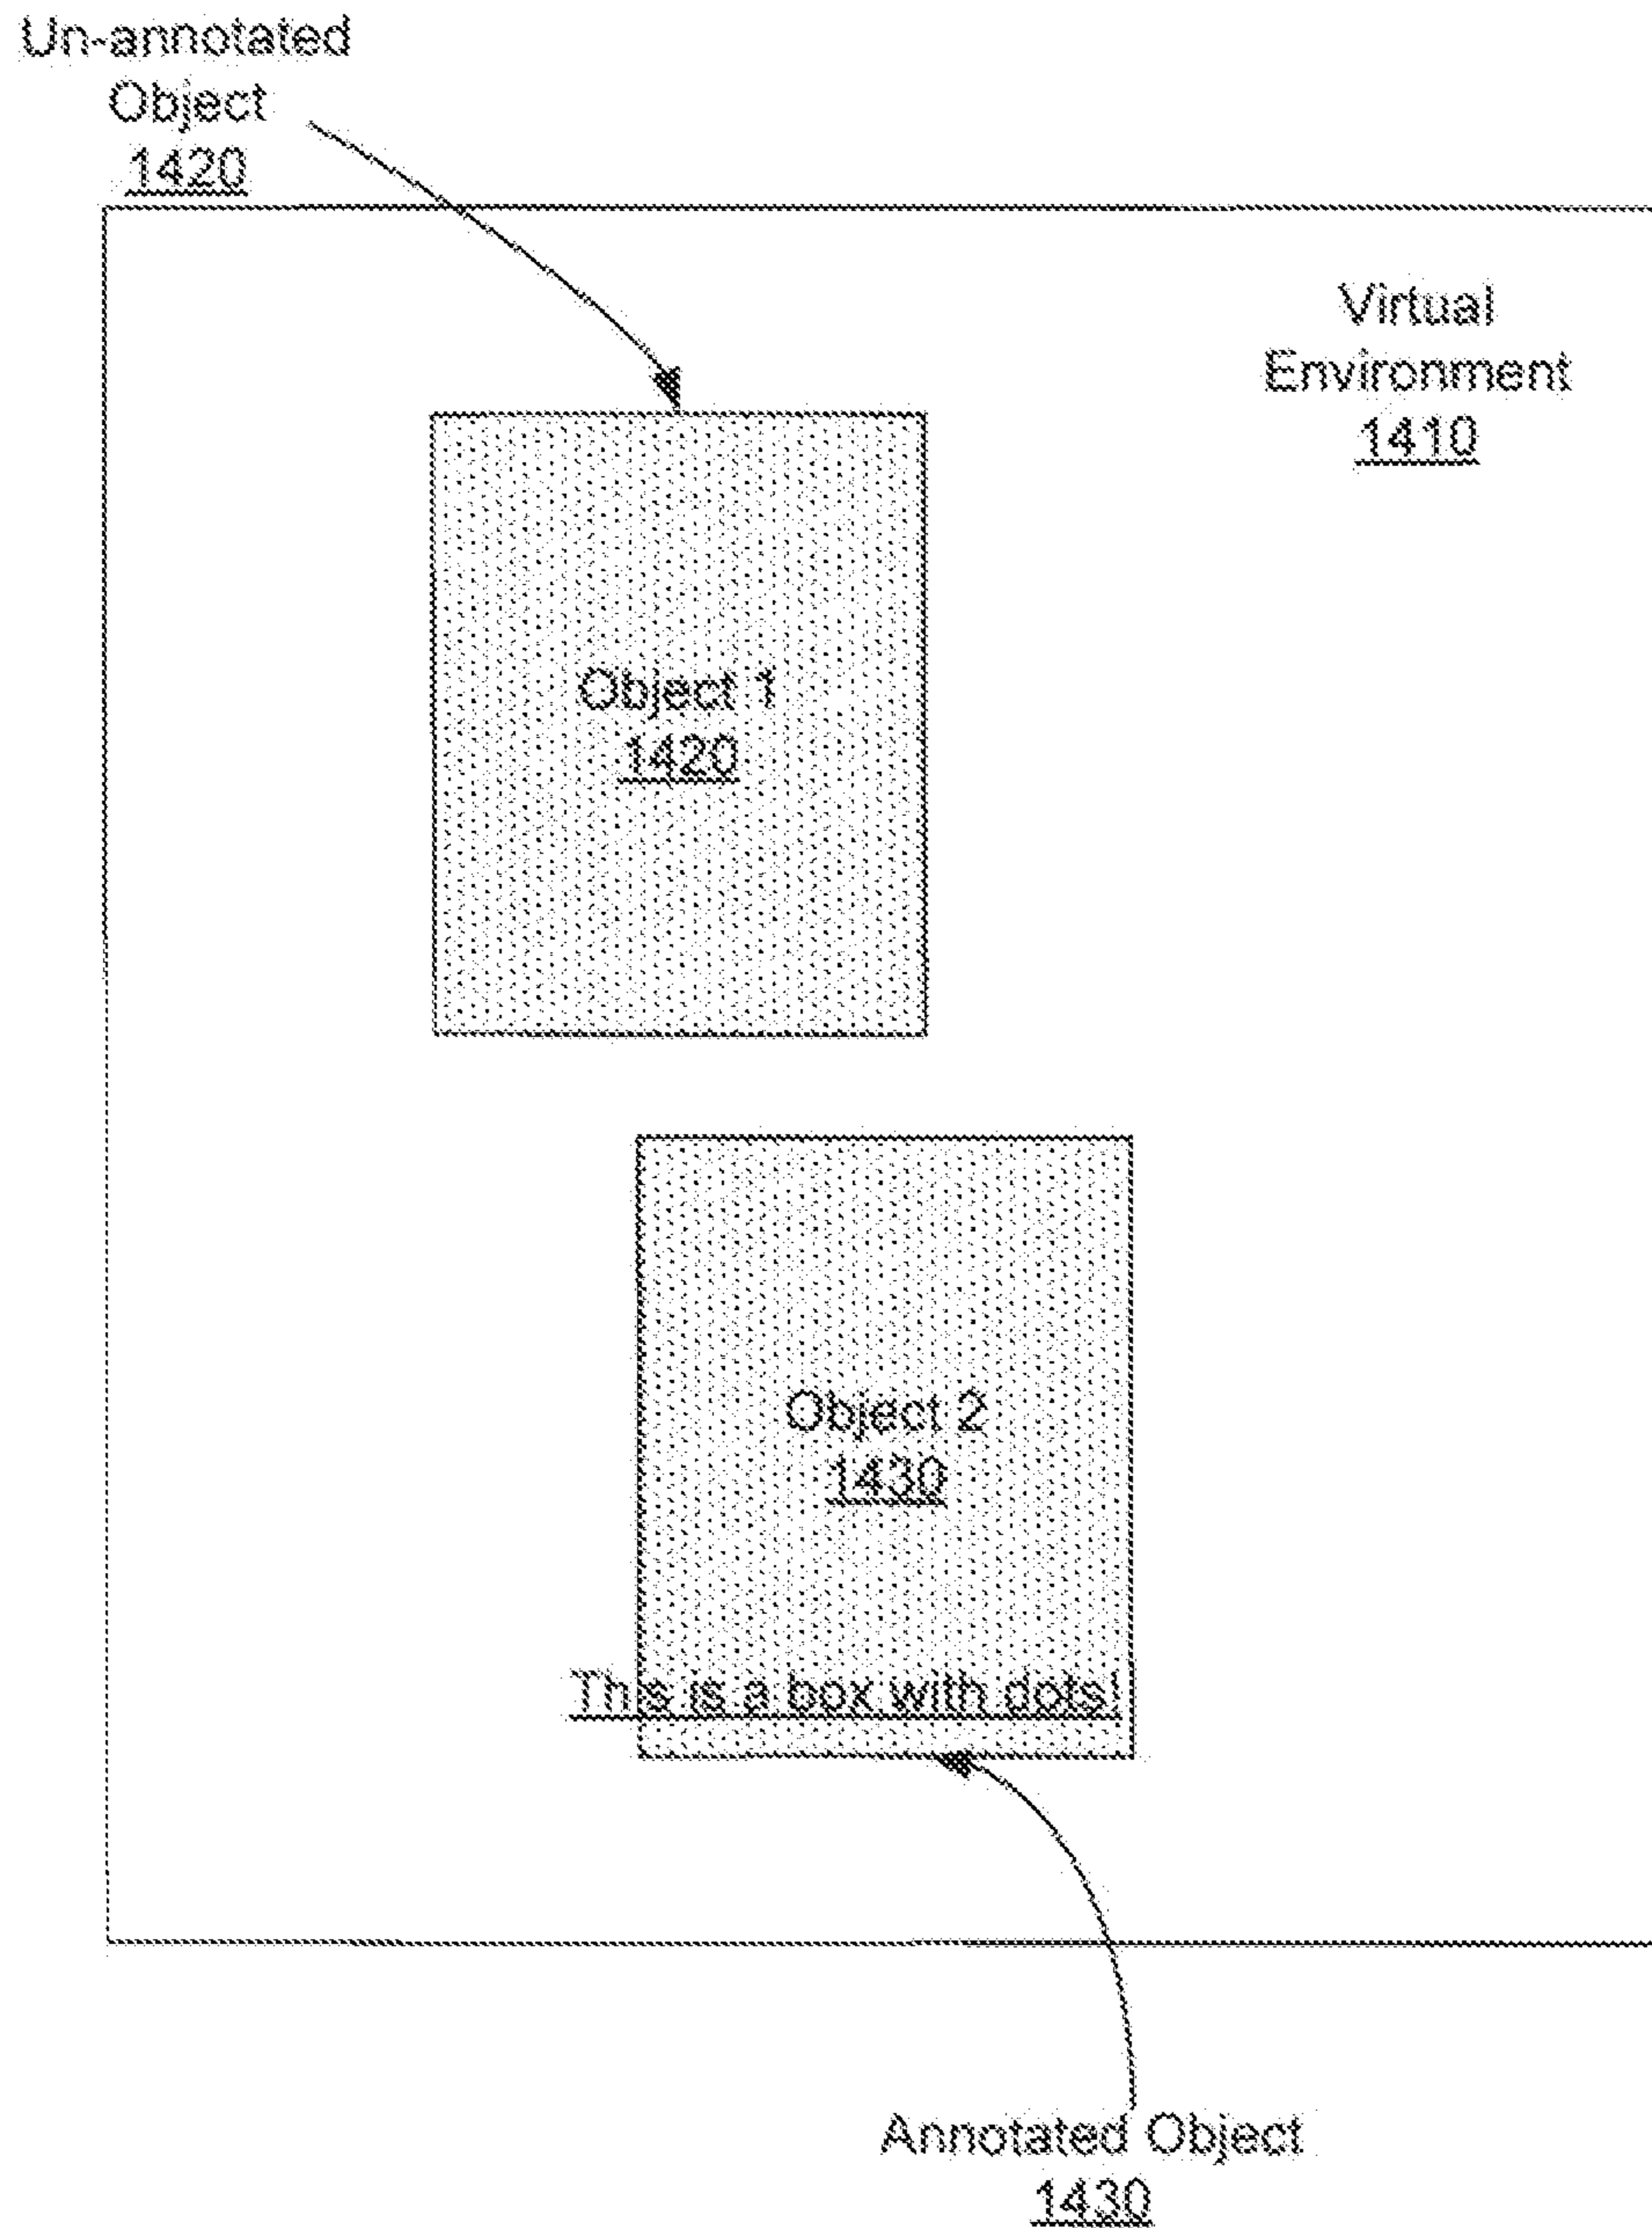 Un-annotated
Object
1420
Virtual
Environment
1410
Object 1
1420
Object 2
1430
This is a box with dots!
Annotated Object
1430